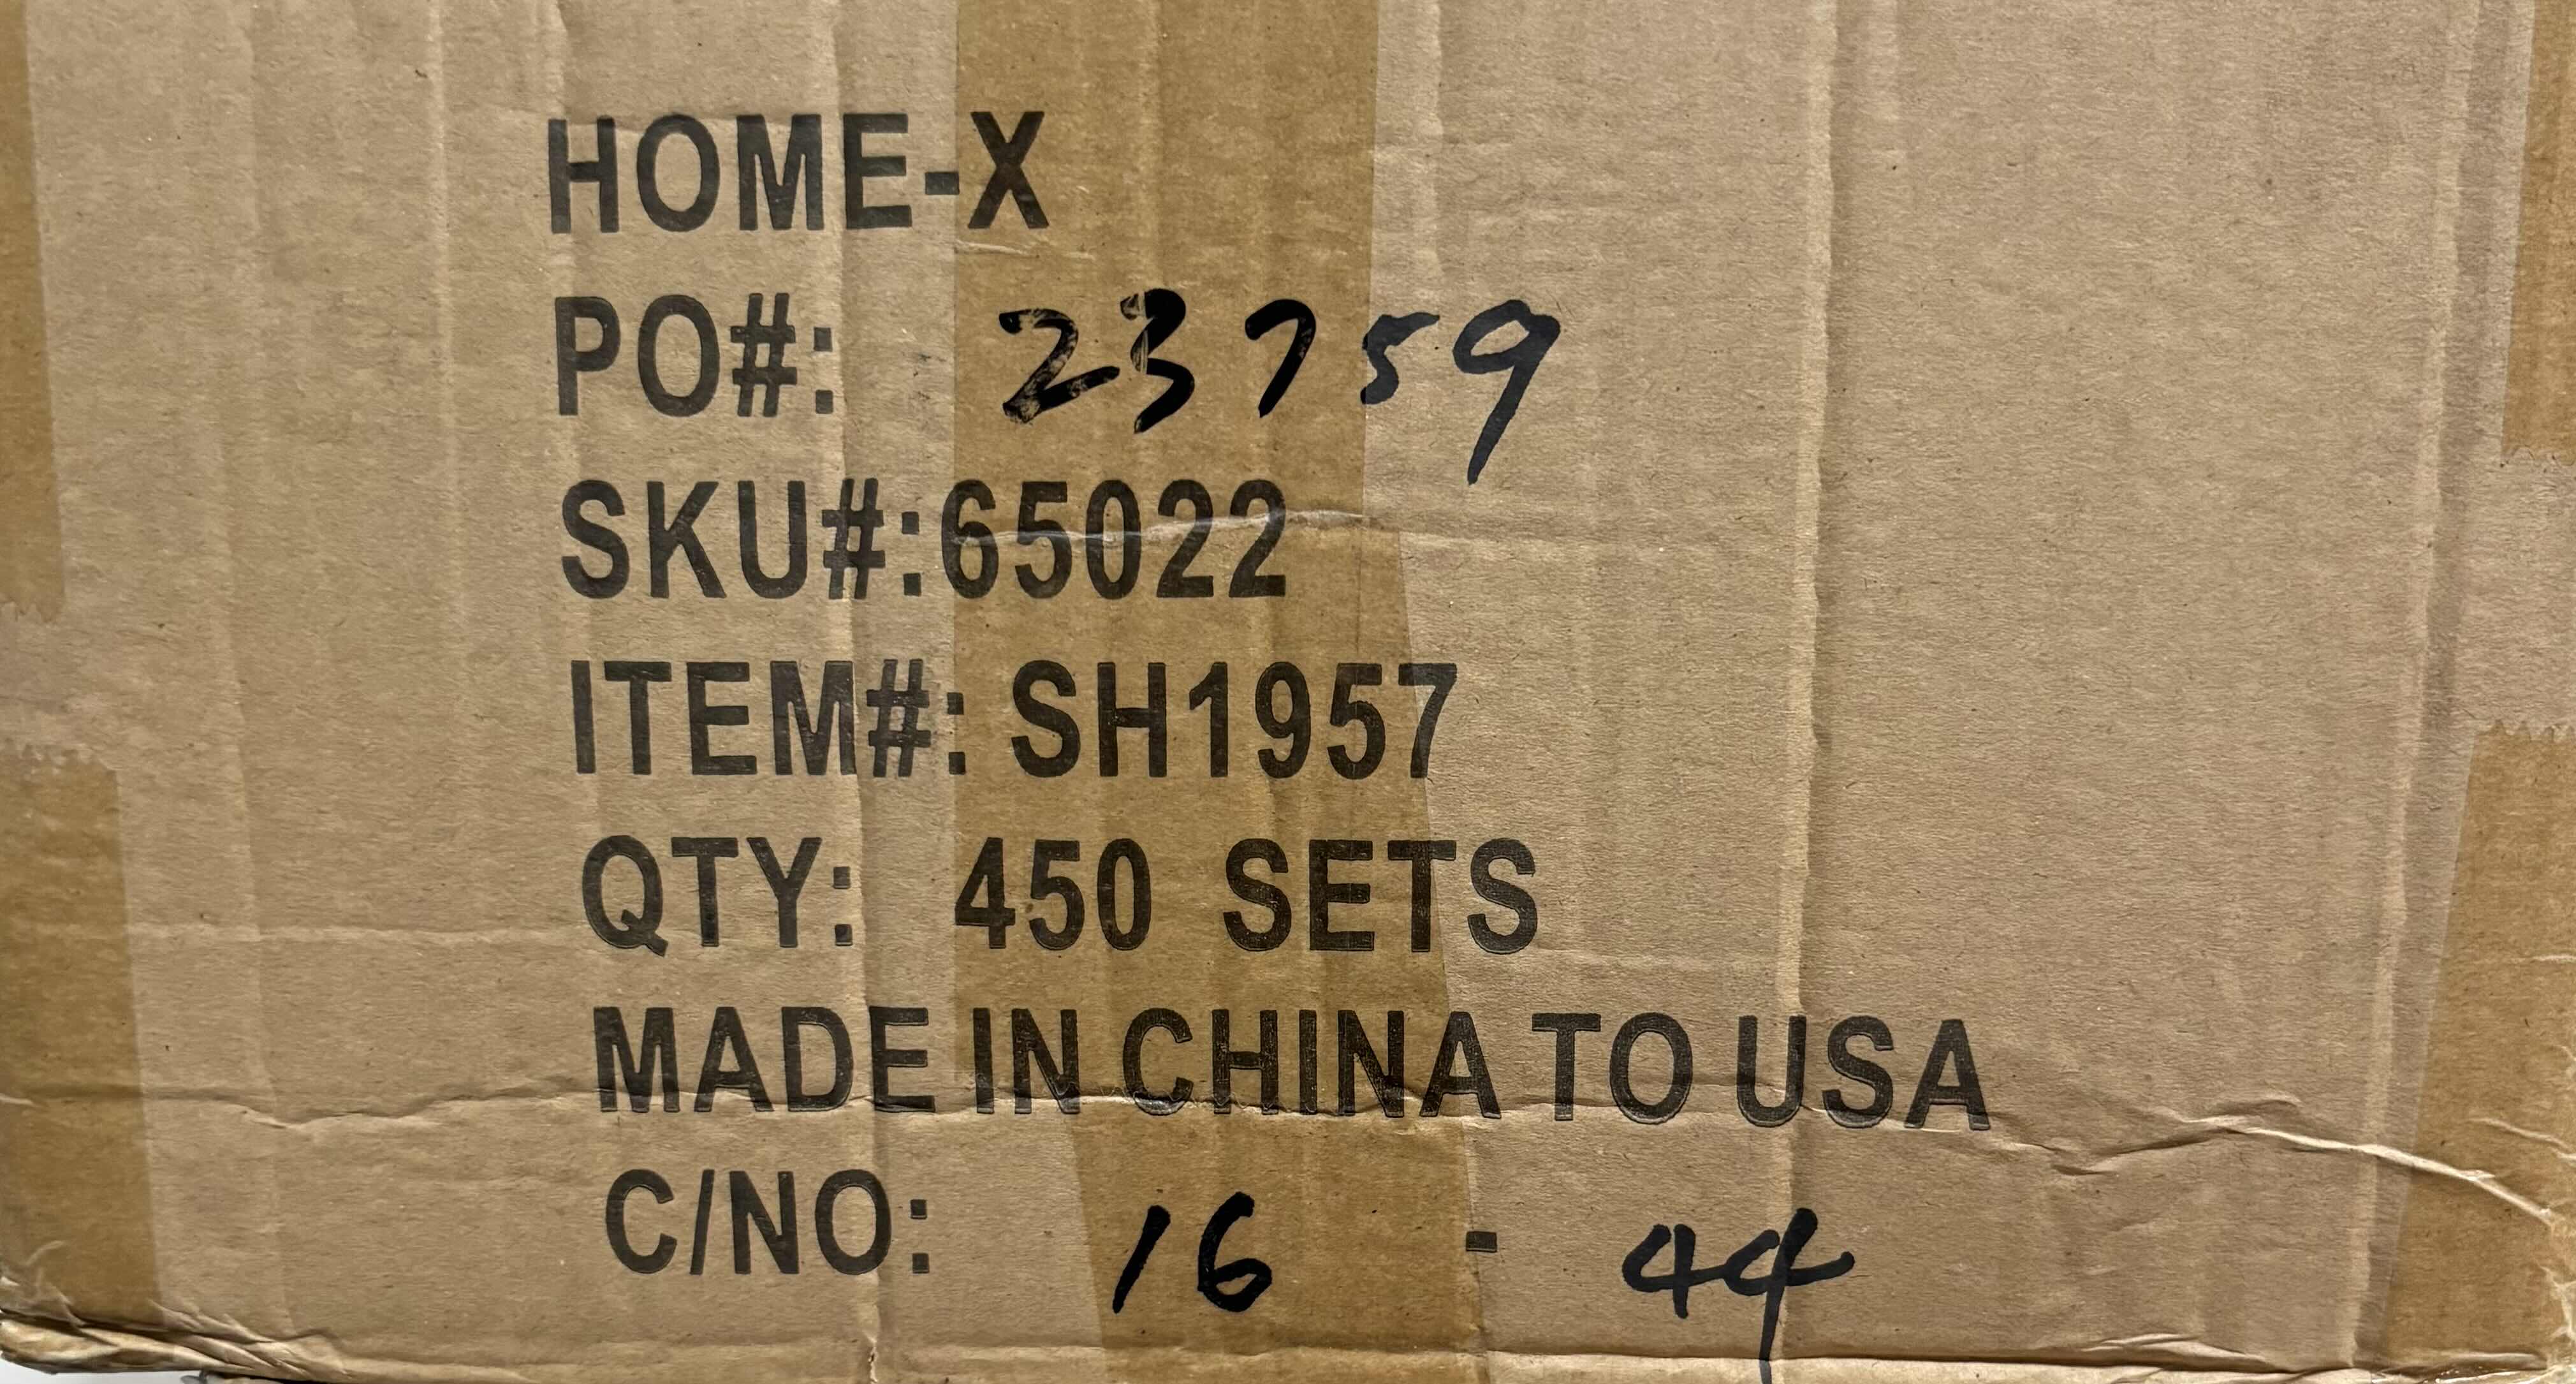 HOME-X
PO#: 23759
SKU#:65022
ITEM#: SH1957
QTY: 450 SETS
MADE IN CHINA TO USA
C/NO: 16 - 44